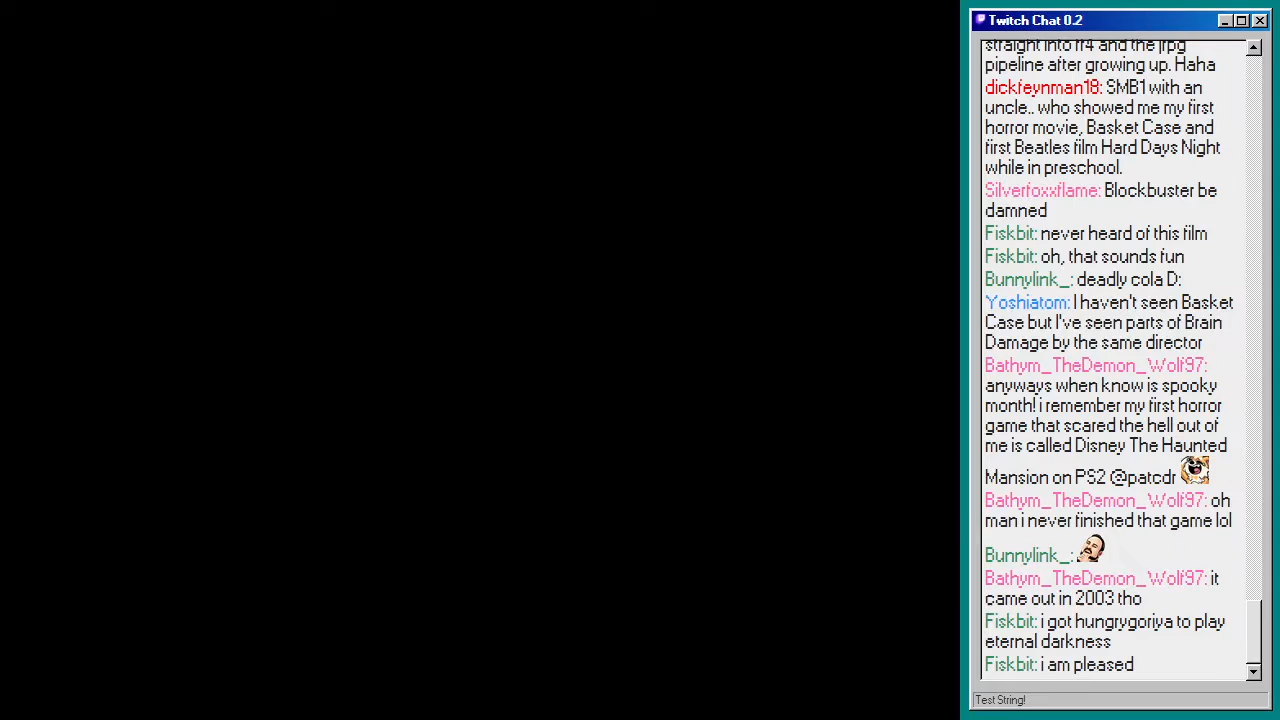 Twitch Chat 0.2
straight into ff4 and the jrpg
pipeline after growing up. Haha
dickfeynman18: SMB1 with an
uncle.. who showed me my first
horror movie, Basket Case and
first Beatles film Hard Days Night
while in preschool.
Silverfoxxflame: Blockbuster be
damned
Fiskbit: never heard of this film
Fiskbit: oh, that sounds fun
Bunnylink_: deadly cola D:
Yoshiatom: I haven't seen Basket
Case but I've seen parts of Brain
Damage by the same director
Bathym_TheDemon_Wolf97:
anyways when know is spooky
month! i remember my first horror
game that scared the hell out of
me is called Disney The Haunted
Mansion on PS2 @patcdr
Bathym_TheDemon_Wolf97: oh
man i never finished that game lol
Bunnylink_:
Bathym_TheDemon_Wolf97: it
came out in 2003 tho
Fiskbit: i got hungrygoriya to play
eternal darkness
Fiskbit: i am pleased
Test String!